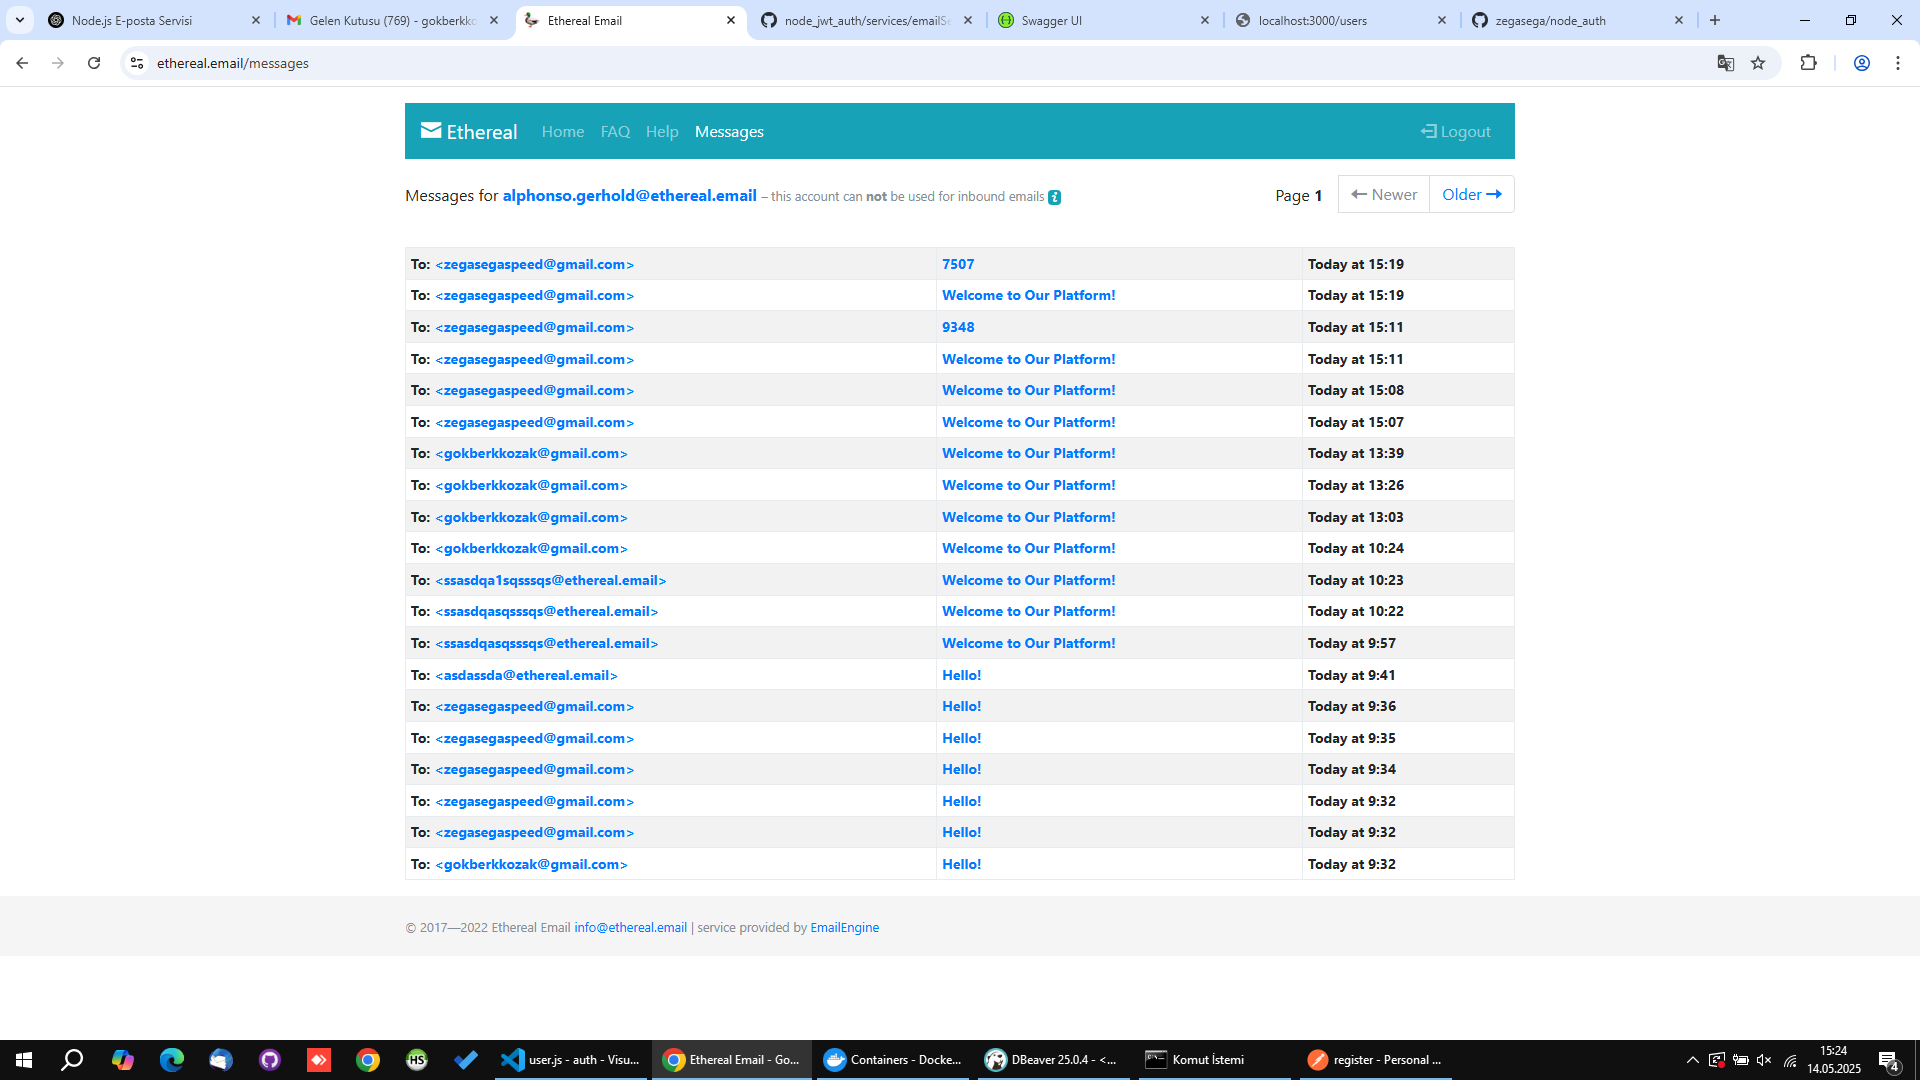 Node.js E-posta Servisi
Gelen Kutusu (769) - gokberkko
Ethereal Email
node_jwt_auth/services/emailSe
Swagger UI
localhost:3000/users
zegasega/node_auth
ethereal.email/messages
Ethereal Home FAQ Help Messages Logout
Messages for alphonso.gerhold@ethereal.email – this account can not be used for inbound emails i Page 1 ← Newer Older →
To: <zegasegaspeed@gmail.com> 7507 Today at 15:19
To: <zegasegaspeed@gmail.com> Welcome to Our Platform! Today at 15:19
To: <zegasegaspeed@gmail.com> 9348 Today at 15:11
To: <zegasegaspeed@gmail.com> Welcome to Our Platform! Today at 15:11
To: <zegasegaspeed@gmail.com> Welcome to Our Platform! Today at 15:08
To: <zegasegaspeed@gmail.com> Welcome to Our Platform! Today at 15:07
To: <gokberkkozak@gmail.com> Welcome to Our Platform! Today at 13:39
To: <gokberkkozak@gmail.com> Welcome to Our Platform! Today at 13:26
To: <gokberkkozak@gmail.com> Welcome to Our Platform! Today at 13:03
To: <gokberkkozak@gmail.com> Welcome to Our Platform! Today at 10:24
To: <ssasdqa1sqsssqs@ethereal.email> Welcome to Our Platform! Today at 10:23
To: <ssasdqasqsssqs@ethereal.email> Welcome to Our Platform! Today at 10:22
To: <ssasdqasqsssqs@ethereal.email> Welcome to Our Platform! Today at 9:57
To: <asdassda@ethereal.email> Hello! Today at 9:41
To: <zegasegaspeed@gmail.com> Hello! Today at 9:36
To: <zegasegaspeed@gmail.com> Hello! Today at 9:35
To: <zegasegaspeed@gmail.com> Hello! Today at 9:34
To: <zegasegaspeed@gmail.com> Hello! Today at 9:32
To: <zegasegaspeed@gmail.com> Hello! Today at 9:32
To: <gokberkkozak@gmail.com> Hello! Today at 9:32
© 2017—2022 Ethereal Email info@ethereal.email | service provided by EmailEngine
HS
user.js - auth - Visu...
Ethereal Email - Go...
Containers - Docke...
DBeaver 25.0.4 - <...
Komut İstemi
register - Personal ...
15:24
14.05.2025
4